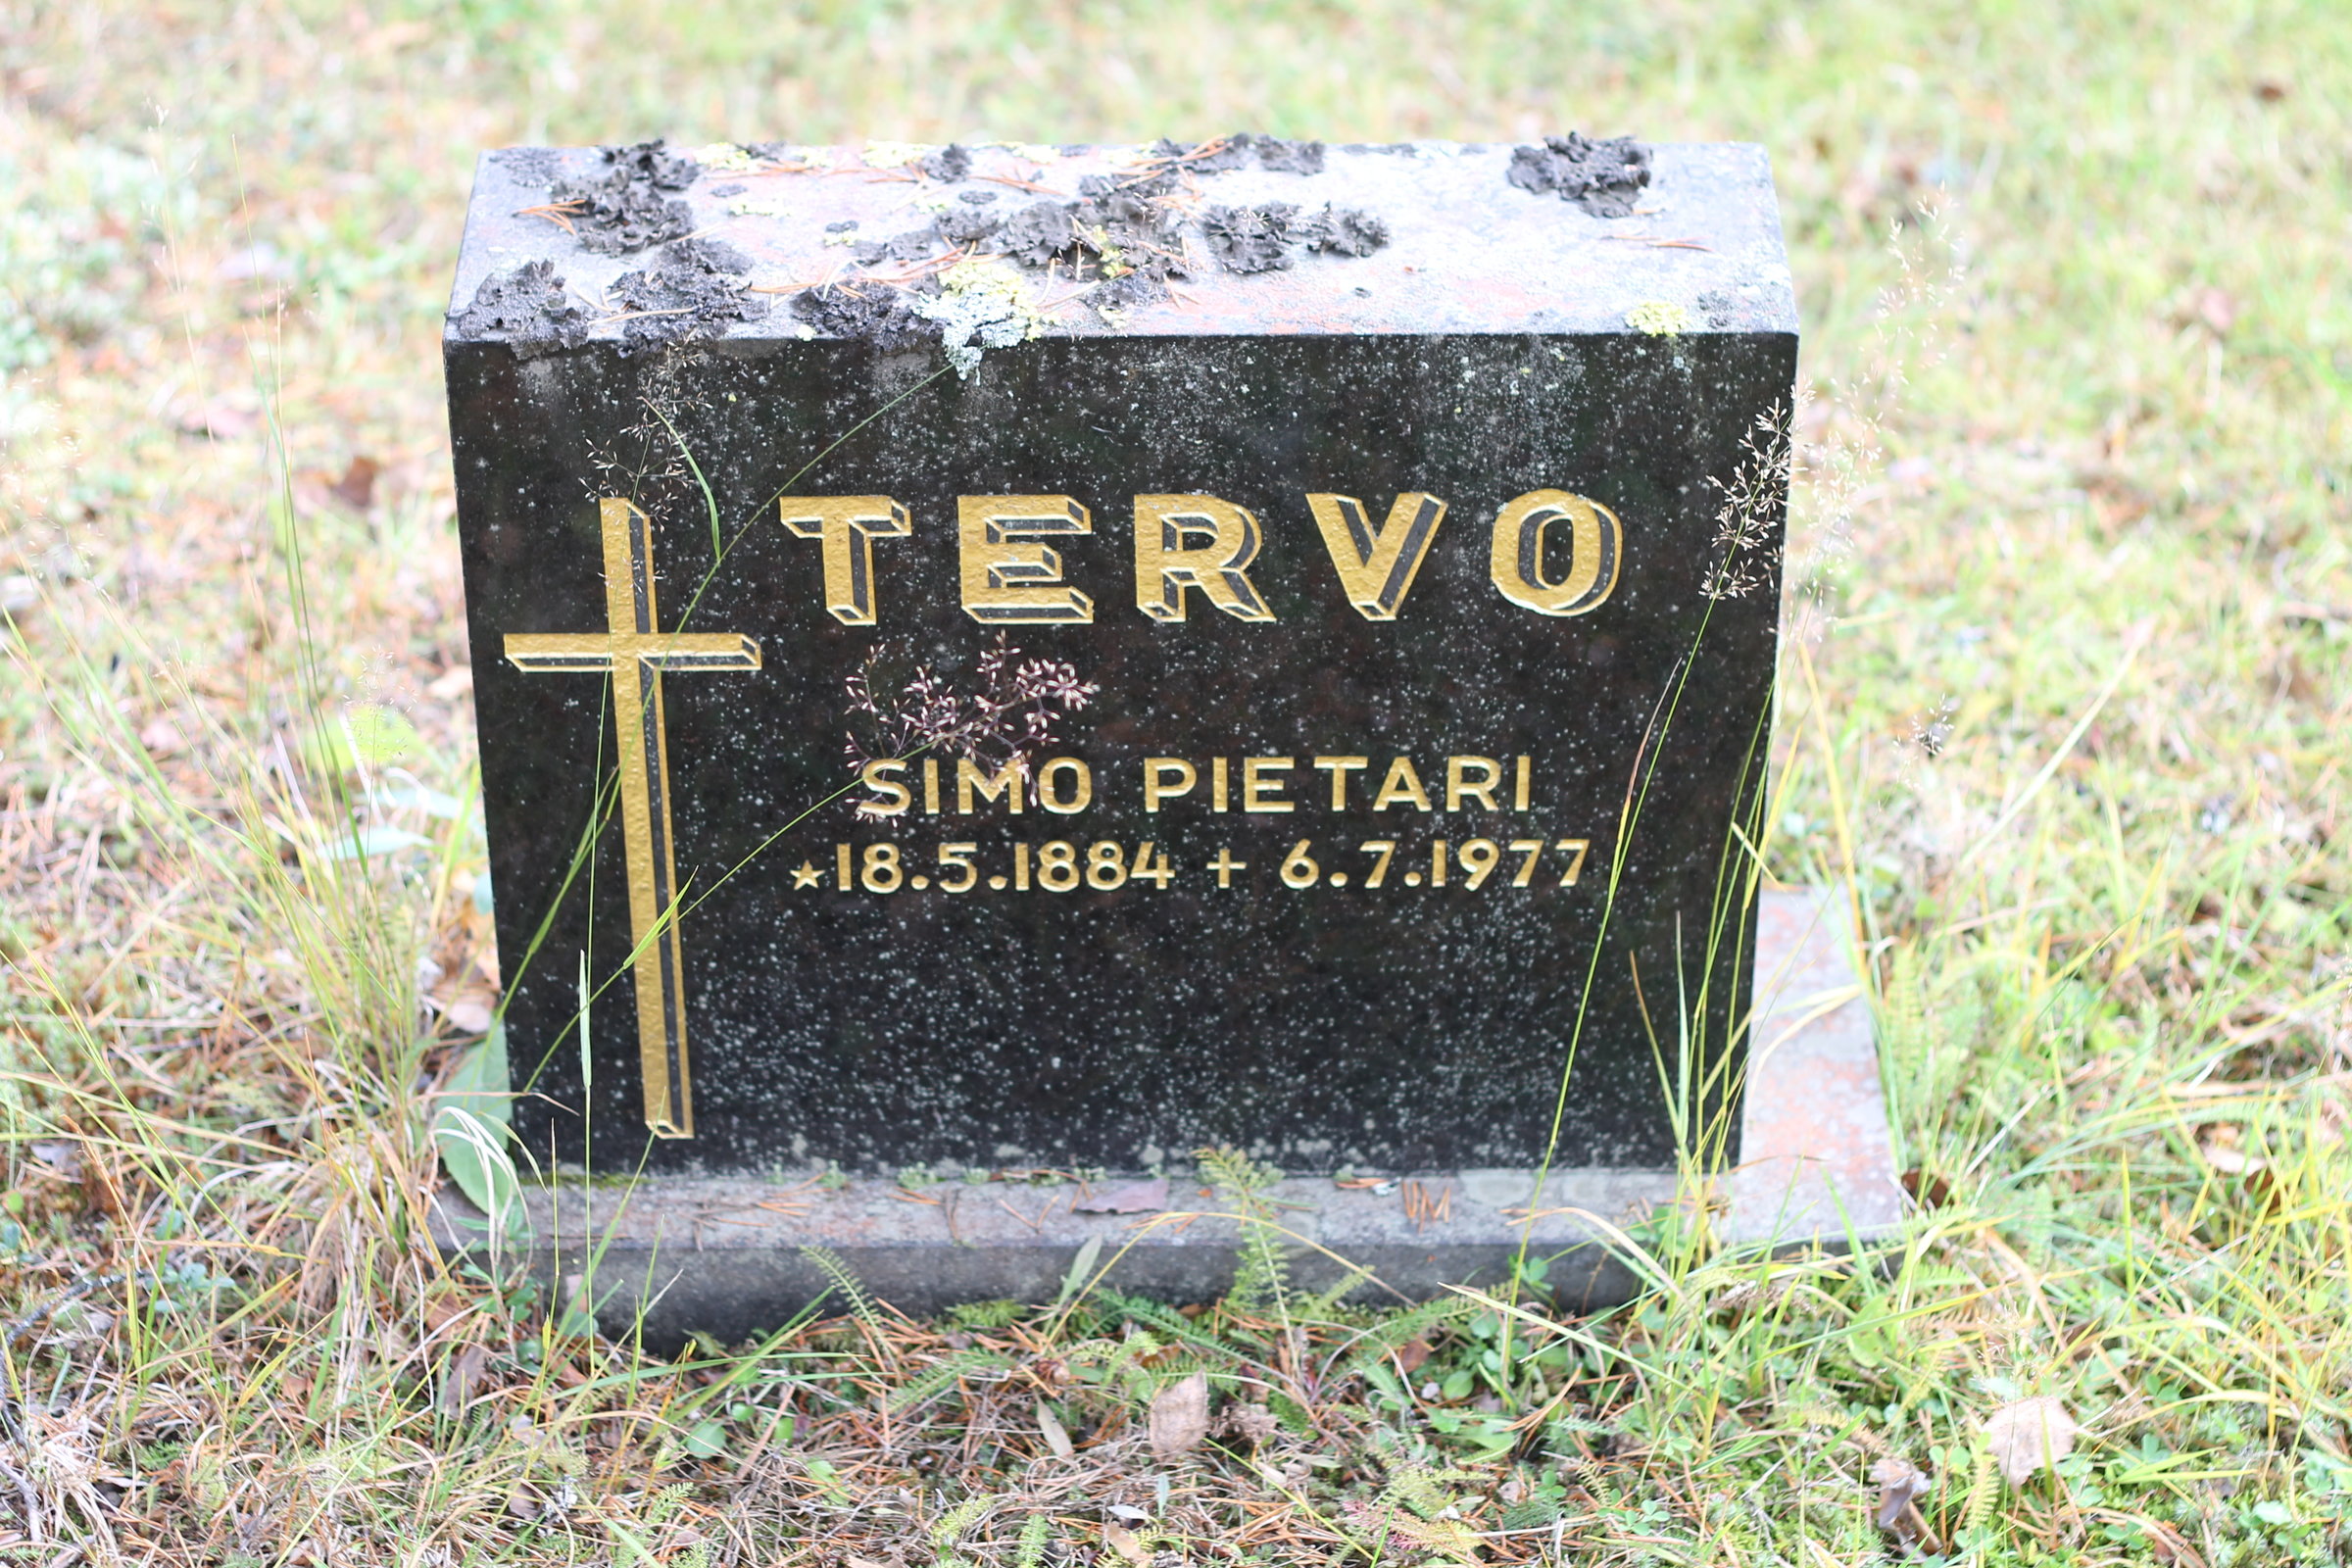 TERVO
SIMO PIETARI
★18.5.1884 + 6.7.1977